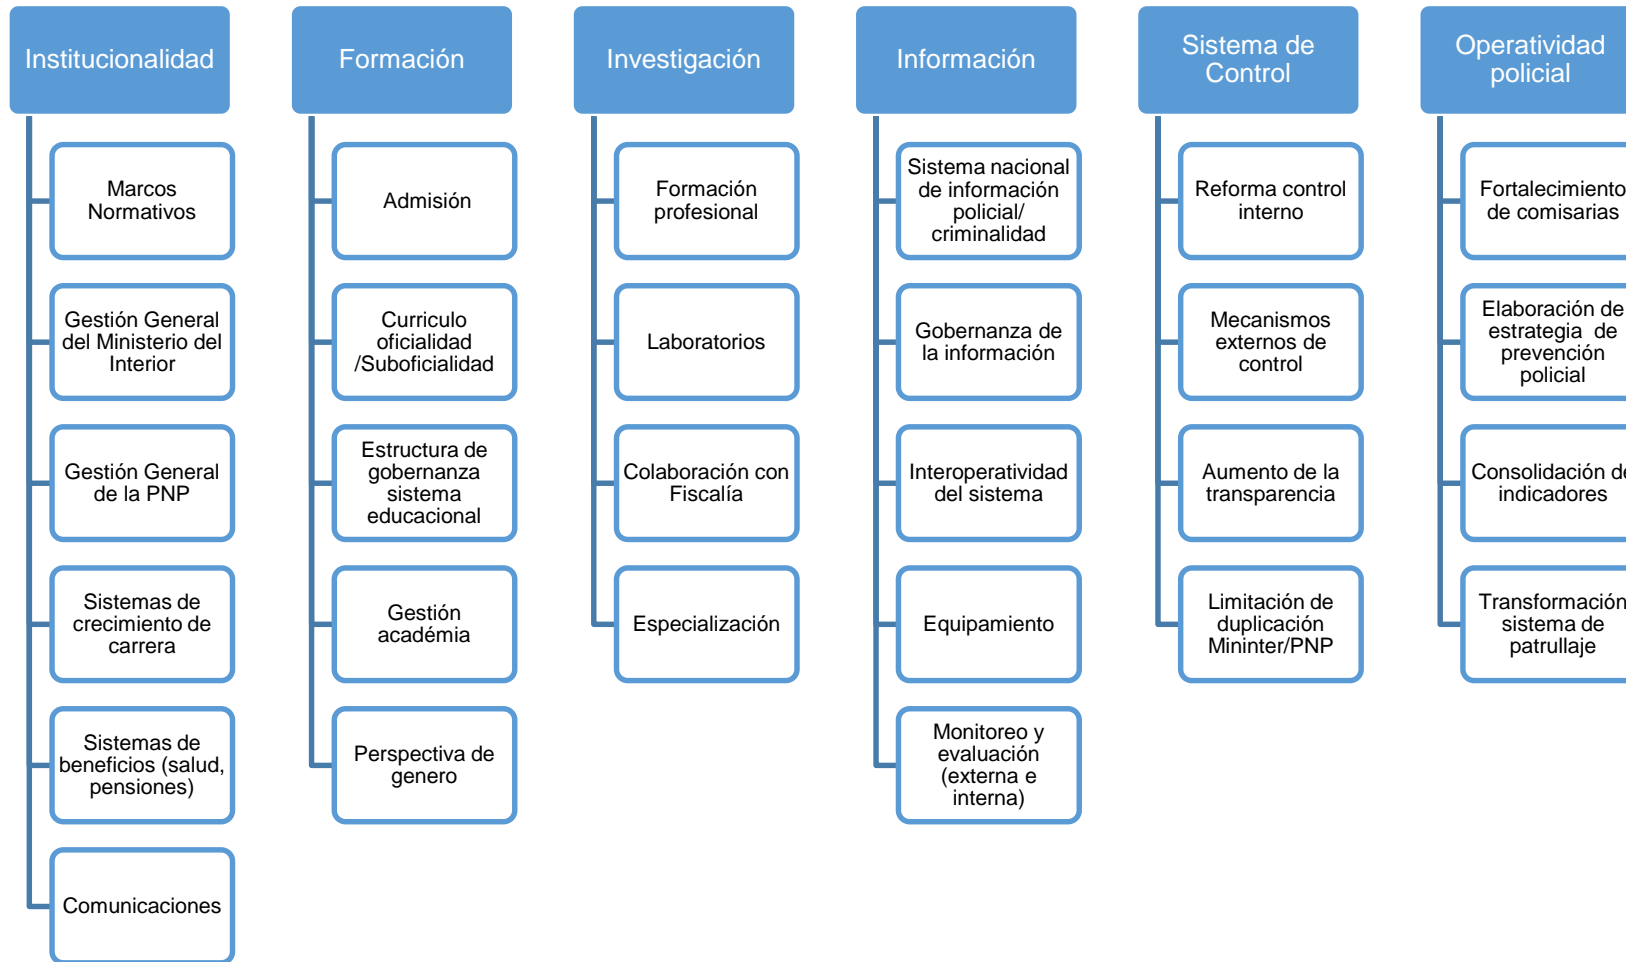 Institucionalidad
Marcos
Normativos
Gestión General
del Ministerio del
Interior
Gestión General
de la PNP
Sistemas de
crecimiento de
carrera
Sistemas de
beneficios (salud,
pensiones)
Comunicaciones
Formación
Admisión
Curriculo
oficialidad
/Suboficialidad
Estructura de
gobernanza
sistema
educacional
Gestión
académia
Perspectiva de
genero
Investigación
Formación
profesional
Laboratorios
Colaboración con
Fiscalía
Especialización
Información
Sistema nacional
de información
policial/
criminalidad
Gobernanza de
la información
Interoperatividad
del sistema
Equipamiento
Monitoreo y
evaluación
(externa e
interna)
Sistema de
Control
Reforma control
interno
Mecanismos
externos de
control
Aumento de la
transparencia
Limitación de
duplicación
Mininter/PNP
Operatividad
policial
Fortalecimiento
de comisarias
Elaboración de
estrategia de
prevención
policial
Consolidación de
indicadores
Transformación
sistema de
patrullaje